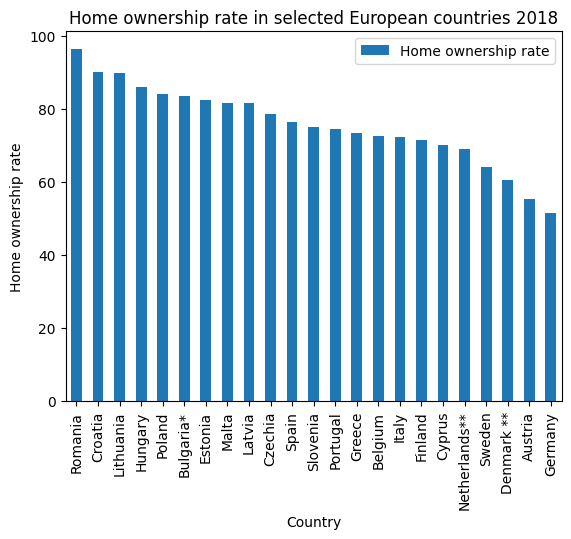 Home ownership rate in selected European countries 2018
Home ownership rate
Home ownership rate
100
80
60
40
20
0
Romania
Croatia
Lithuania
Hungary
Poland
Bulgaria*
Estonia
Malta
Latvia
Czechia
Spain
Slovenia
Portugal
Greece
Belgium
Italy
Finland
Cyprus
Netherlands**
Sweden
Denmark **
Austria
Germany
Country